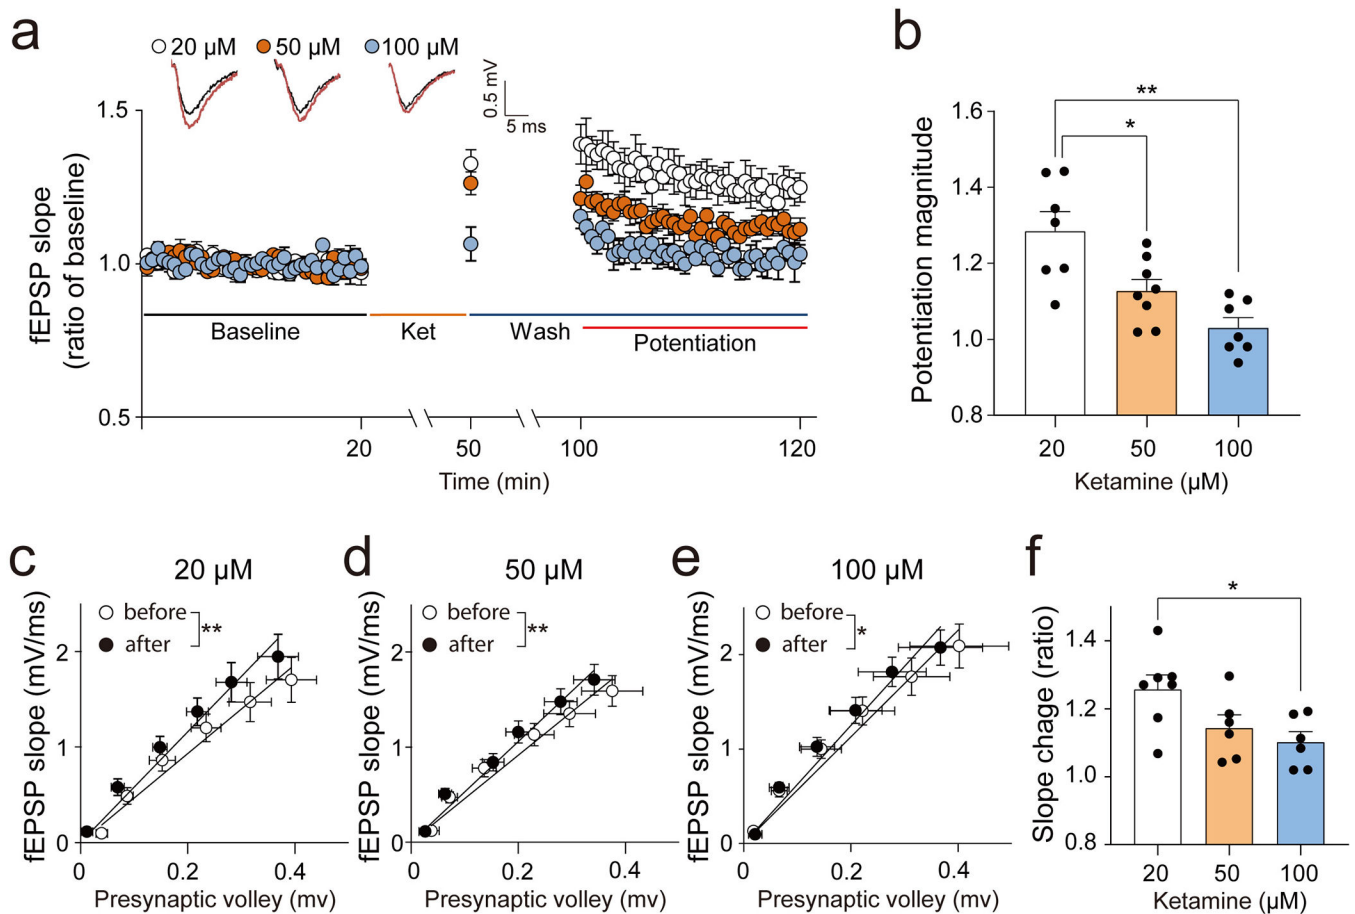 a
20 µM
50 µM
100 µM
0.5 mV
5 ms
1.5
1.0
0.5
fEPSP slope
(ratio of baseline)
Baseline
Ket
Wash
Potentiation
20
50
100
120
Time (min)
b
**
*
1.6
1.4
1.2
1.0
0.8
Potentiation magnitude
20
50
100
Ketamine (µM)
c
20 µM
before
after
**
2
1
0
fEPSP slope (mV/ms)
0
0.2
0.4
Presynaptic volley (mv)
d
50 µM
before
after
**
2
1
0
fEPSP slope (mV/ms)
0
0.2
0.4
Presynaptic volley (mv)
e
100 µM
before
after
*
2
1
0
fEPSP slope (mV/ms)
0
0.2
0.4
Presynaptic volley (mv)
f
*
1.4
1.2
1.0
0.8
Slope chage (ratio)
20
50
100
Ketamine (µM)